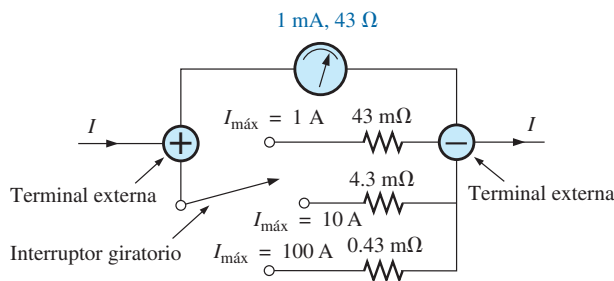 1 mA, 43 Ω
I
+
Imáx = 1 A
43 mΩ
−
I
Terminal externa
4.3 mΩ
Terminal externa
Imáx = 10 A
Interruptor giratorio
Imáx = 100 A
0.43 mΩ